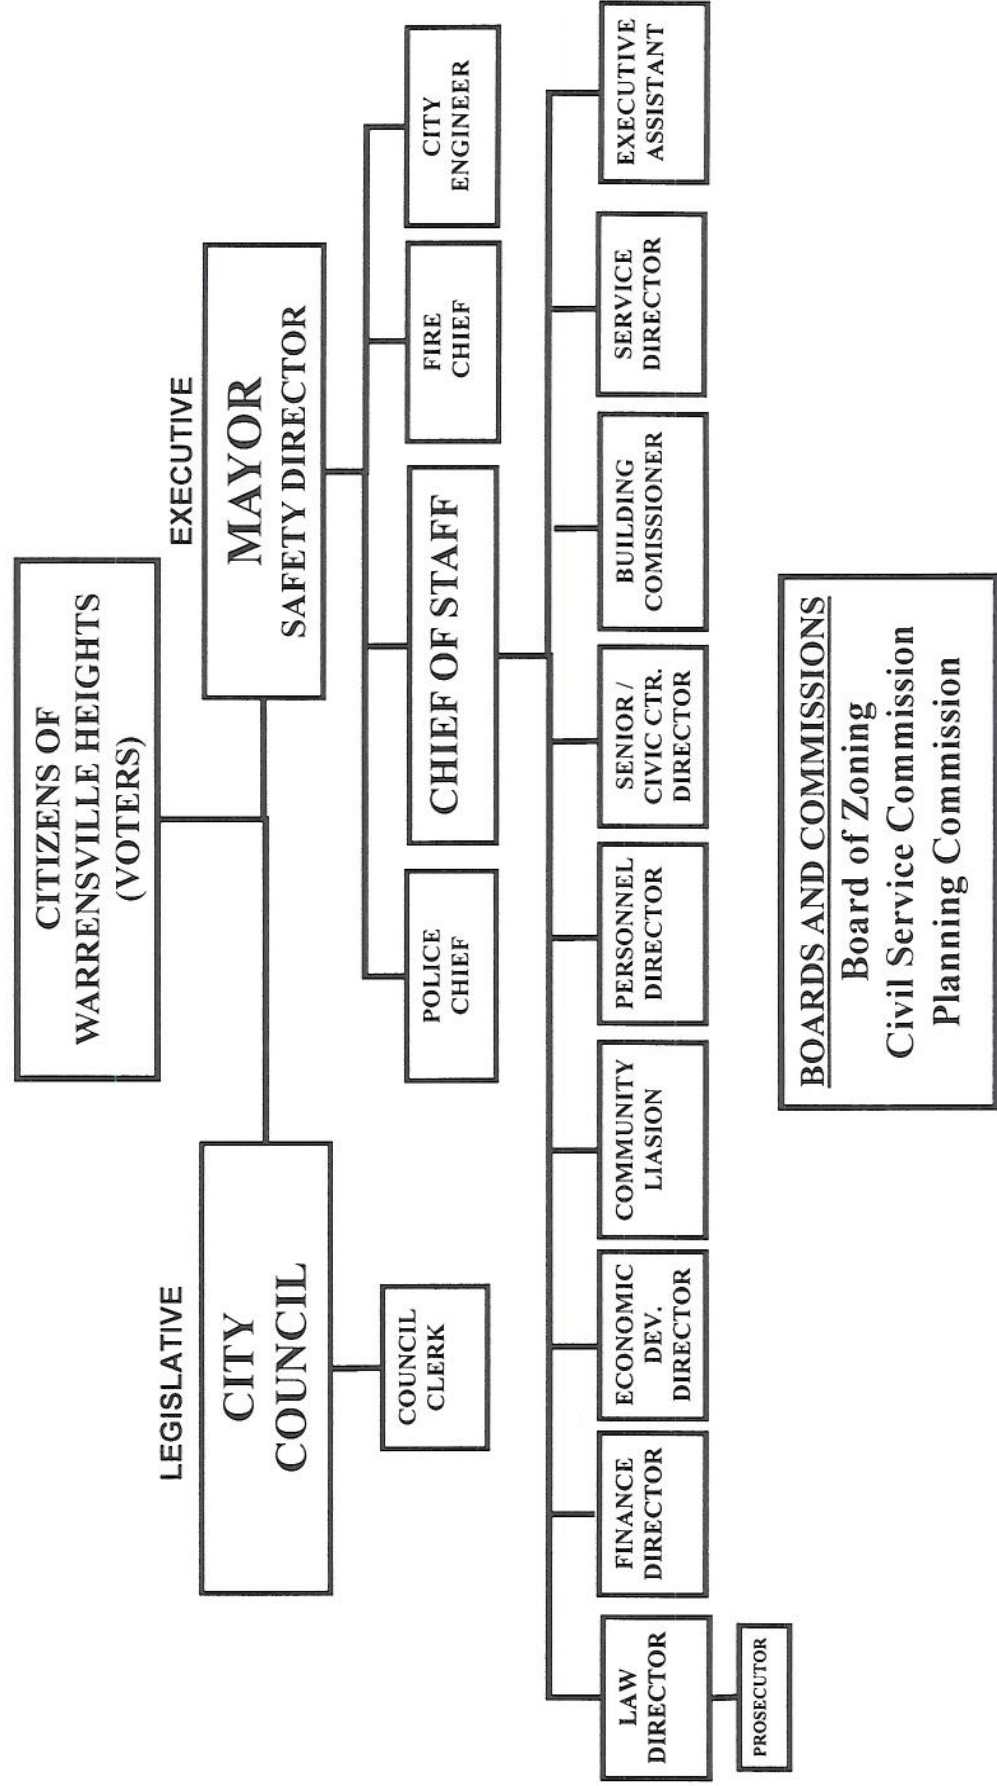 CITIZENS OF
WARRENSVILLE HEIGHTS
(VOTERS)
LEGISLATIVE
EXECUTIVE
CITY
COUNCIL
MAYOR
SAFETY DIRECTOR
COUNCIL
CLERK
POLICE
CHIEF
CHIEF OF STAFF
FIRE
CHIEF
CITY
ENGINEER
LAW
DIRECTOR
FINANCE
DIRECTOR
ECONOMIC
DEV.
DIRECTOR
COMMUNITY
LIASION
PERSONNEL
DIRECTOR
SENIOR /
CIVIC CTR.
DIRECTOR
BUILDING
COMISSIONER
SERVICE
DIRECTOR
EXECUTIVE
ASSISTANT
PROSECUTOR
BOARDS AND COMMISSIONS
Board of Zoning
Civil Service Commission
Planning Commission